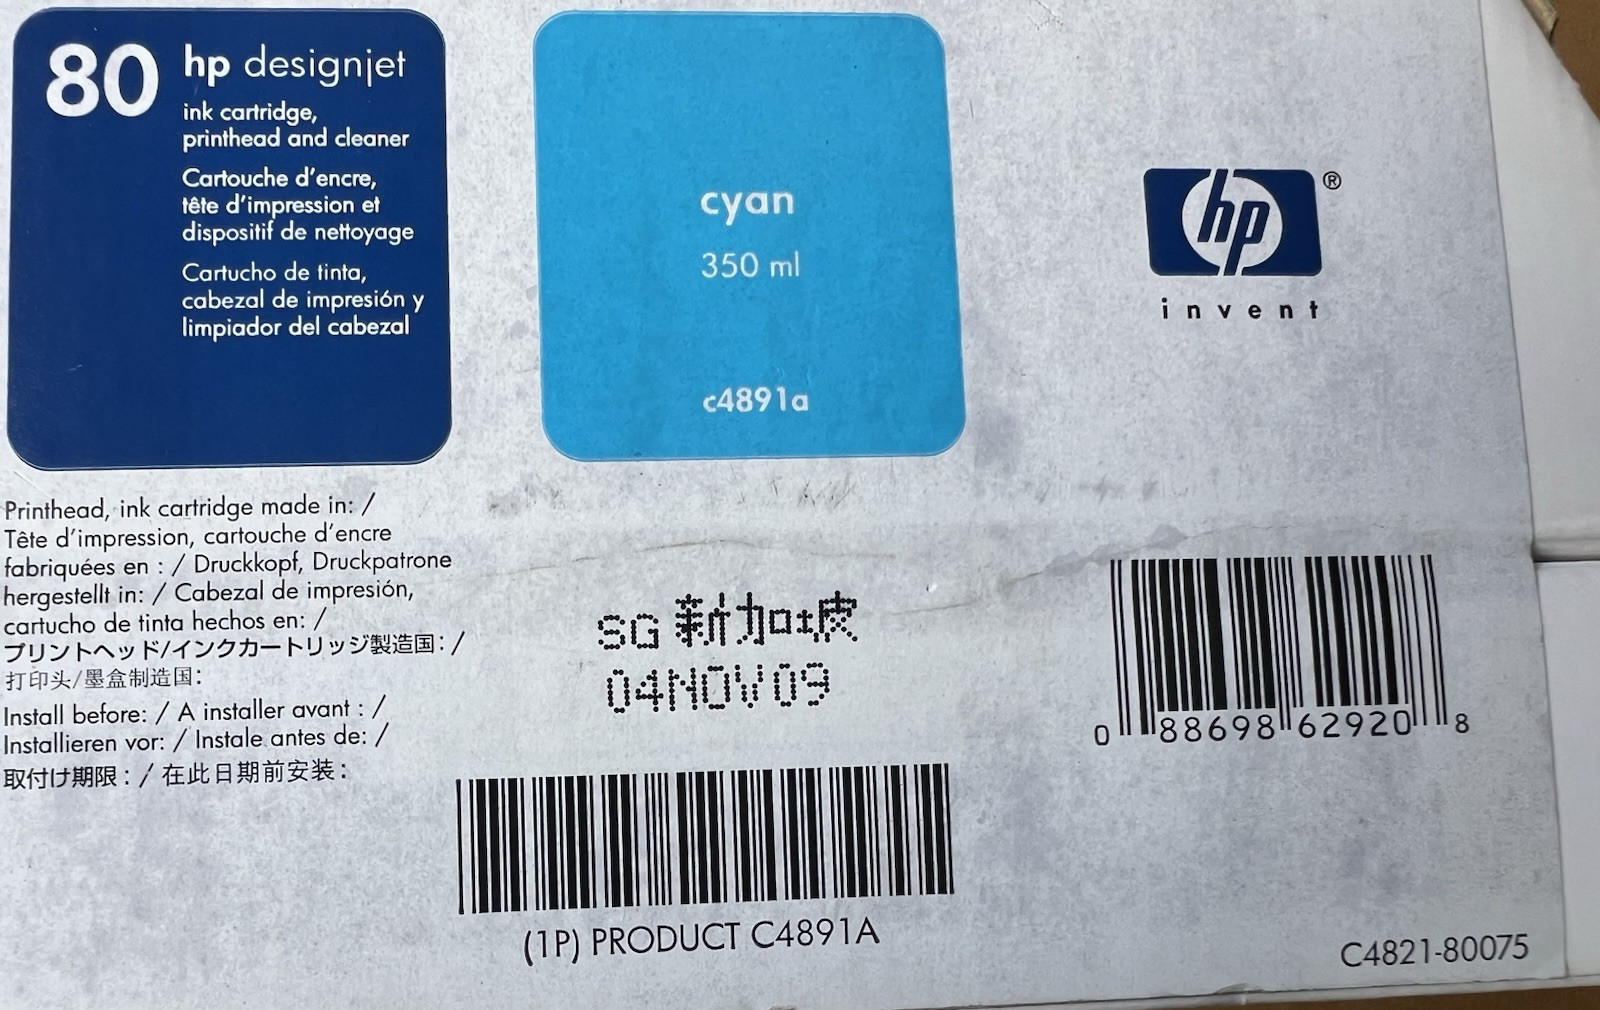 80
hp designjet
ink cartridge,
printhead and cleaner
Cartouche d'encre,
tête d'impression et
dispositif de nettoyage
Cartucho de tinta,
cabezal de impresión y
limpiador del cabezal
cyan
350 ml
c4891a
hp ®
invent
Printhead, ink cartridge made in: /
Tête d'impression, cartouche d'encre
fabriquées en : / Druckkopf, Druckpatrone
hergestellt in: / Cabezal de impresión,
cartucho de tinta hechos en: /
プリントヘッド/インクカートリッジ製造国: /
打印头/墨盒制造国:
SG 新加坡
Install before: / A installer avant : /
Installieren vor: / Instale antes de: /
取付け期限 : / 在此日期前安装:
04NOV09
0 88698 62920 8
(1P) PRODUCT C4891A
C4821-80075